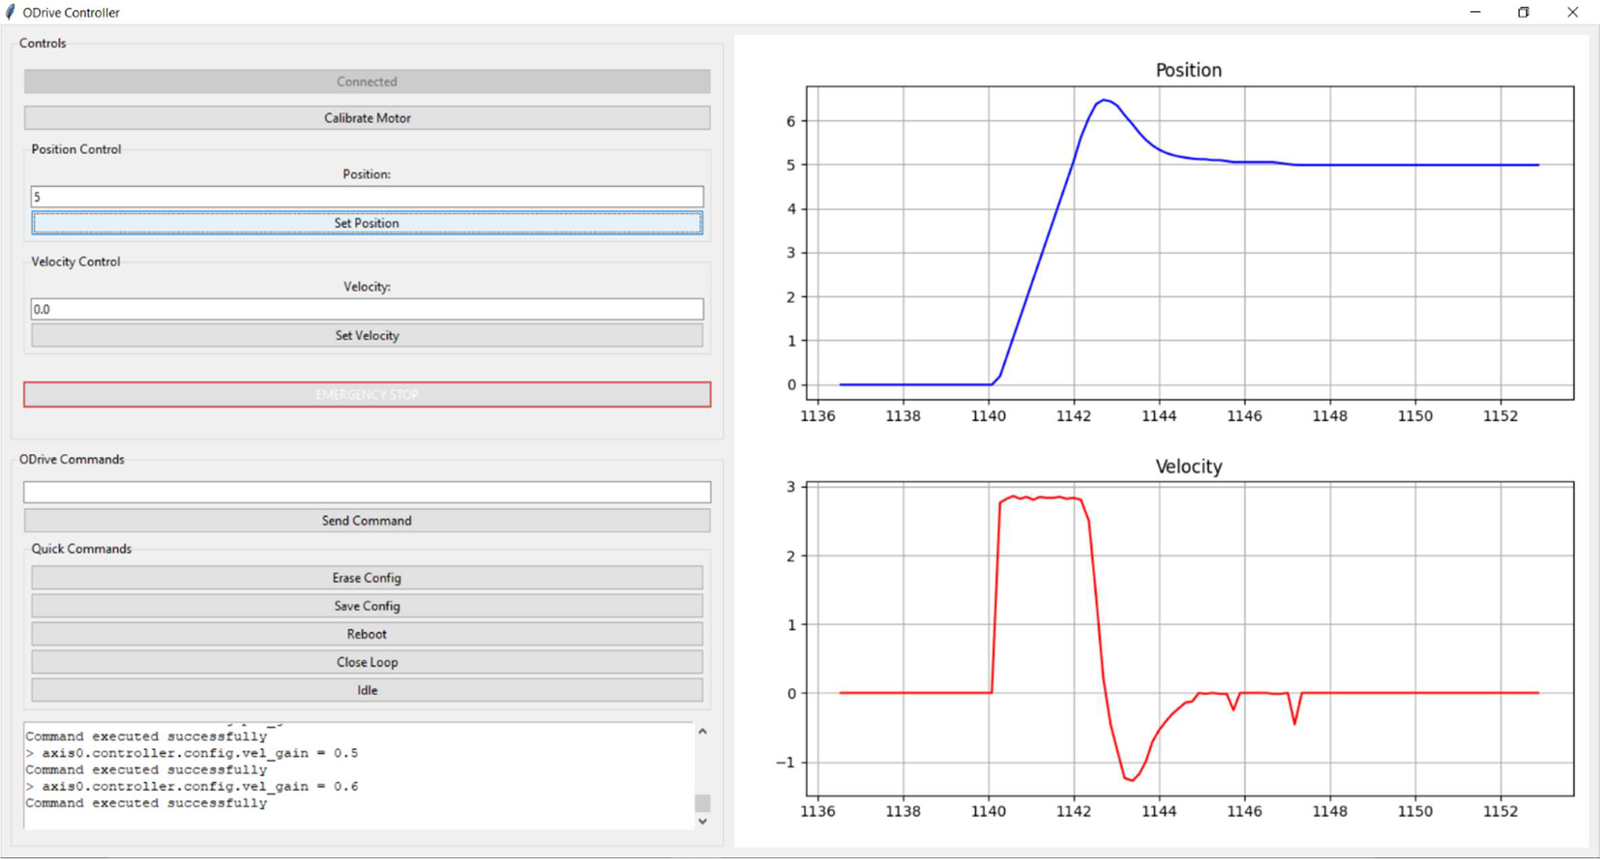 ODrive Controller
Controls
Connected
Calibrate Motor
Position Control
Position:
5
Set Position
Velocity Control
Velocity:
0.0
Set Velocity
EMERGENCY STOP
ODrive Commands
Send Command
Quick Commands
Erase Config
Save Config
Reboot
Close Loop
Idle
Command executed successfully
> axis0.controller.config.vel_gain = 0.5
Command executed successfully
> axis0.controller.config.vel_gain = 0.6
Command executed successfully
Position
6
5
4
3
2
1
0
1136 1138 1140 1142 1144 1146 1148 1150 1152
Velocity
3
2
1
0
−1
1136 1138 1140 1142 1144 1146 1148 1150 1152